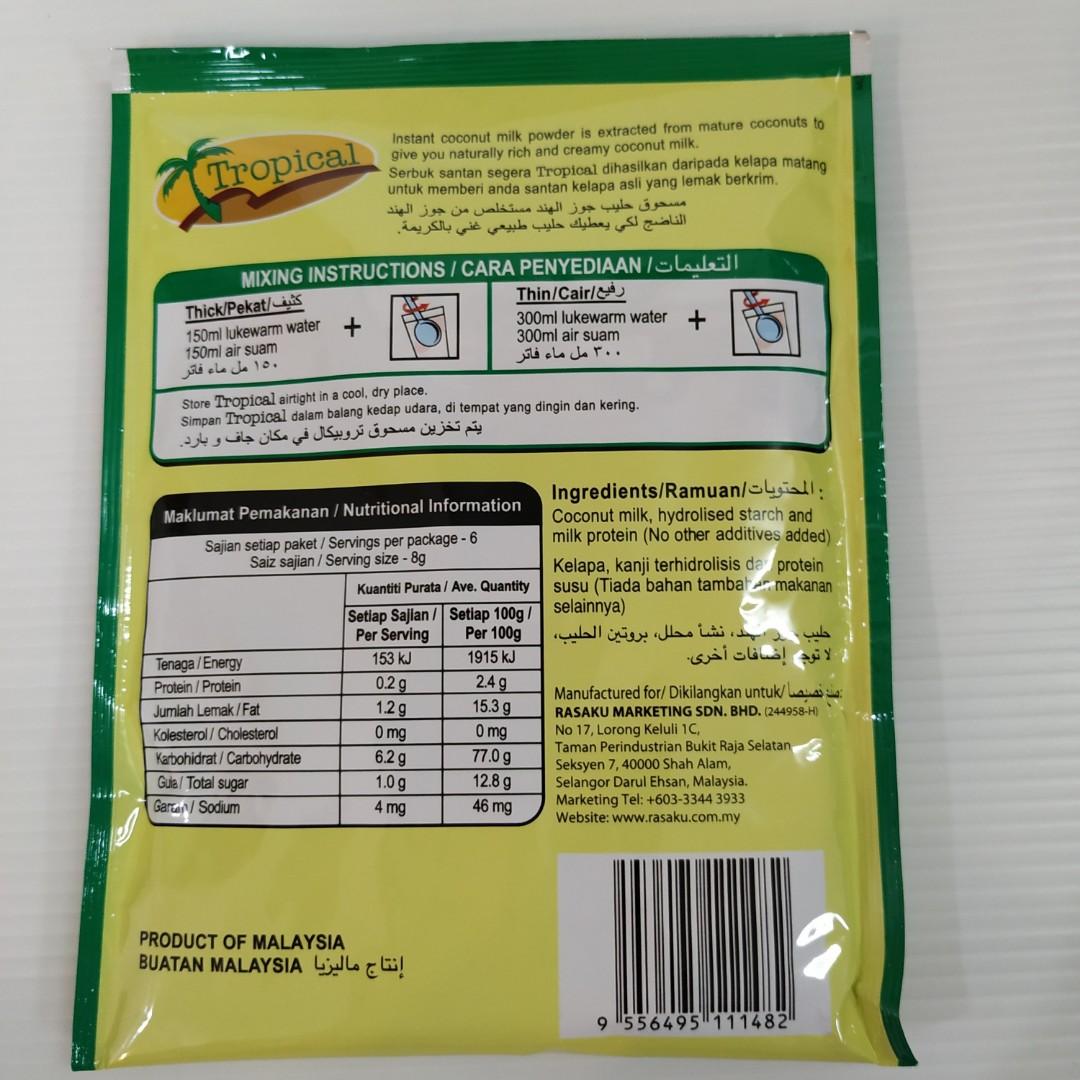 Tropical
Instant coconut milk powder is extracted from mature coconuts to
give you naturally rich and creamy coconut milk.
Serbuk santan segera Tropical dihasilkan daripada kelapa matang
untuk memberi anda santan kelapa asli yang lemak berkrim.
مسحوق حليب جوز الهند مستخلص من جوز الهند
الناضج لكي يعطيك حليب طبيعي غني بالكريمة.
MIXING INSTRUCTIONS / CARA PENYEDIAAN / التعليمات
Thick/Pekat/كثيف
150ml lukewarm water
150ml air suam
١٥٠ مل ماء فاتر
+
Thin/Cair/رفيع
300ml lukewarm water
300ml air suam
٣٠٠ مل ماء فاتر
+
Store Tropical airtight in a cool, dry place.
Simpan Tropical dalam balang kedap udara, di tempat yang dingin dan kering.
يتم تخزين مسحوق تروبيكال في مكان جاف و بارد.
Maklumat Pemakanan / Nutritional Information
Sajian setiap paket / Servings per package - 6
Saiz sajian / Serving size - 8g
Kuantiti Purata / Ave. Quantity
Setiap Sajian / Per Serving Setiap 100g / Per 100g
Tenaga / Energy 153 kJ 1915 kJ
Protein / Protein 0.2 g 2.4 g
Jumlah Lemak / Fat 1.2 g 15.3 g
Kolesterol / Cholesterol 0 mg 0 mg
Karbohidrat / Carbohydrate 6.2 g 77.0 g
Gula / Total sugar 1.0 g 12.8 g
Garam / Sodium 4 mg 46 mg
Ingredients/Ramuan/المحتويات :
Coconut milk, hydrolised starch and
milk protein (No other additives added)
Kelapa, kanji terhidrolisis dan protein
susu (Tiada bahan tambahan makanan
selainnya)
حليب الهند، نشأ محلل، بروتين الحليب،
لا توجد إضافات أخرى.
Manufactured for/ Dikilangkan untuk/
RASAKU MARKETING SDN. BHD. (244958-H)
No 17, Lorong Keluli 1C,
Taman Perindustrian Bukit Raja Selatan,
Seksyen 7, 40000 Shah Alam,
Selangor Darul Ehsan, Malaysia.
Marketing Tel: +603-3344 3933
Website: www.rasaku.com.my
PRODUCT OF MALAYSIA
BUATAN MALAYSIA إنتاج ماليزيا
9 556495 111482